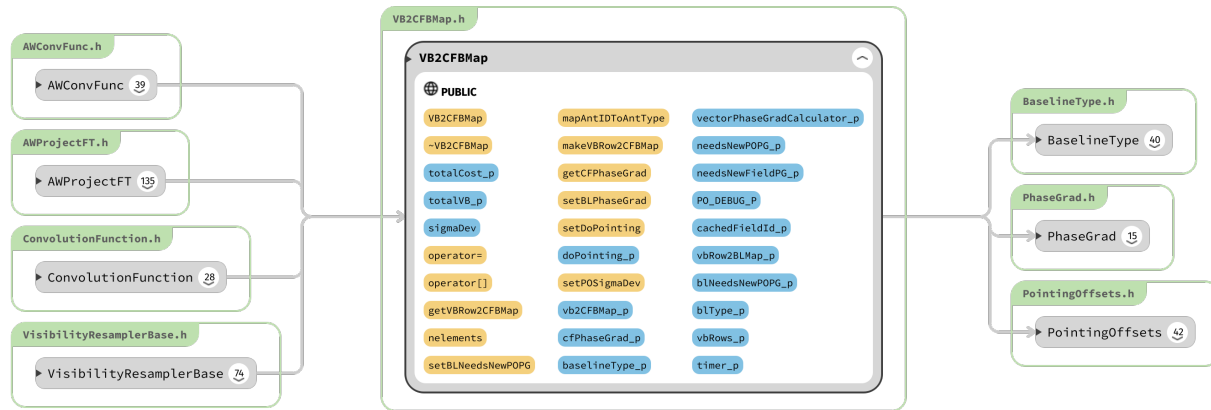 AWConvFunc.h
AWConvFunc 39
AWProjectFT.h
AWProjectFT 135
ConvolutionFunction.h
ConvolutionFunction 28
VisibilityResamplerBase.h
VisibilityResamplerBase 74
VB2CFBMap.h
VB2CFBMap
PUBLIC
VB2CFBMap
~VB2CFBMap
totalCost_p
totalVB_p
sigmaDev
operator=
operator[]
getVBRow2CFBMap
nelements
setBLNeedsNewPOPG
mapAntIDToAntType
makeVBRow2CFBMap
getCFPhaseGrad
setBLPhaseGrad
setDoPointing
doPointing_p
setPOSigmaDev
vb2CFBMap_p
cfPhaseGrad_p
baselineType_p
vectorPhaseGradCalculator_p
needsNewPOPG_p
needsNewFieldPG_p
PO_DEBUG_P
cachedFieldId_p
vbRow2BLMap_p
blNeedsNewPOPG_p
blType_p
vbRows_p
timer_p
BaselineType.h
BaselineType 40
PhaseGrad.h
PhaseGrad 15
PointingOffsets.h
PointingOffsets 42